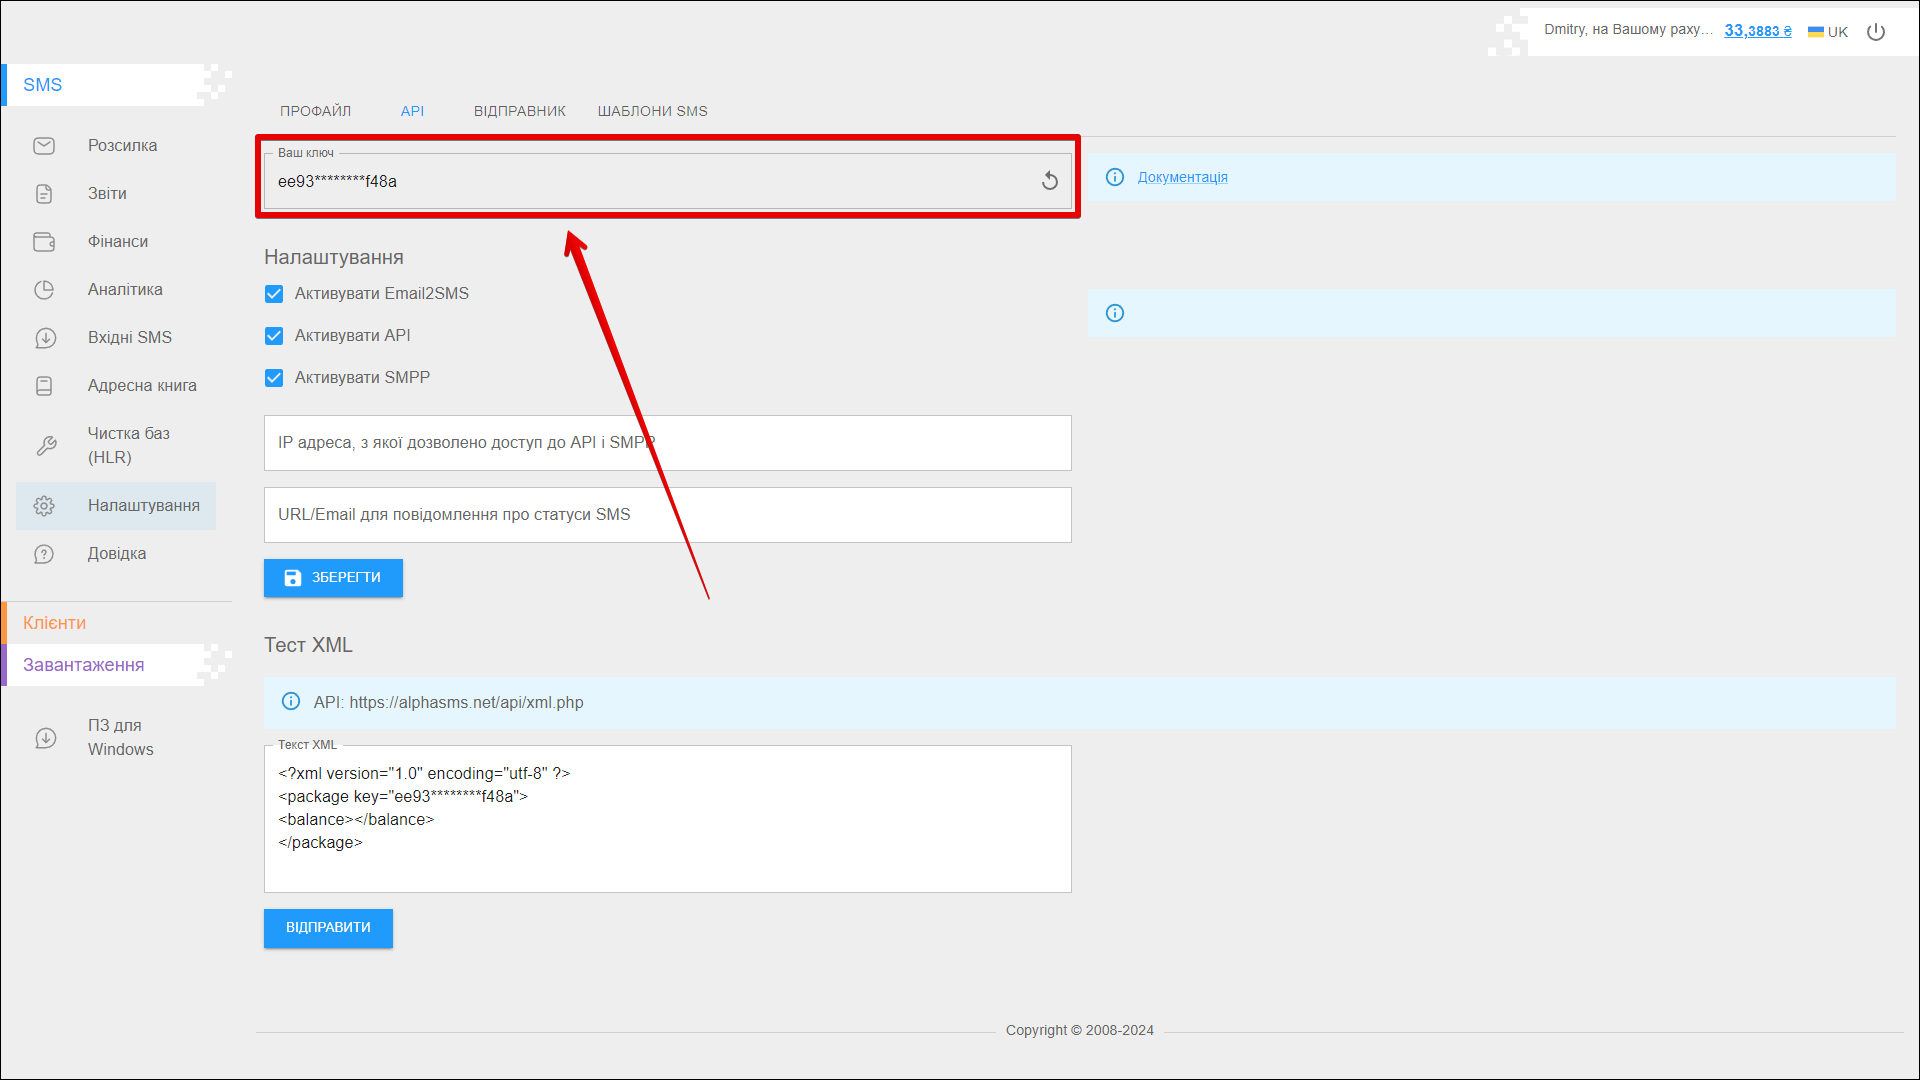 Dmitry, на Вашому раху... 33,3883 ₴ UK
SMS
Розсилка
Звіти
Фінанси
Аналітика
Вхідні SMS
Адресна книга
Чистка баз
(HLR)
Налаштування
Довідка
Клієнти
Завантаження
ПЗ для
Windows
ПРОФАЙЛ API ВІДПРАВНИК ШАБЛОНИ SMS
Ваш ключ
ee93********f48a
Документація
Налаштування
Активувати Email2SMS
Активувати API
Активувати SMPP
IP адреса, з якої дозволено доступ до API і SMPP
URL/Email для повідомлення про статуси SMS
ЗБЕРЕГТИ
Тест XML
API: https://alphasms.net/api/xml.php
Текст XML
<?xml version="1.0" encoding="utf-8" ?>
<package key="ee93********f48a">
<balance></balance>
</package>
ВІДПРАВИТИ
Copyright © 2008-2024